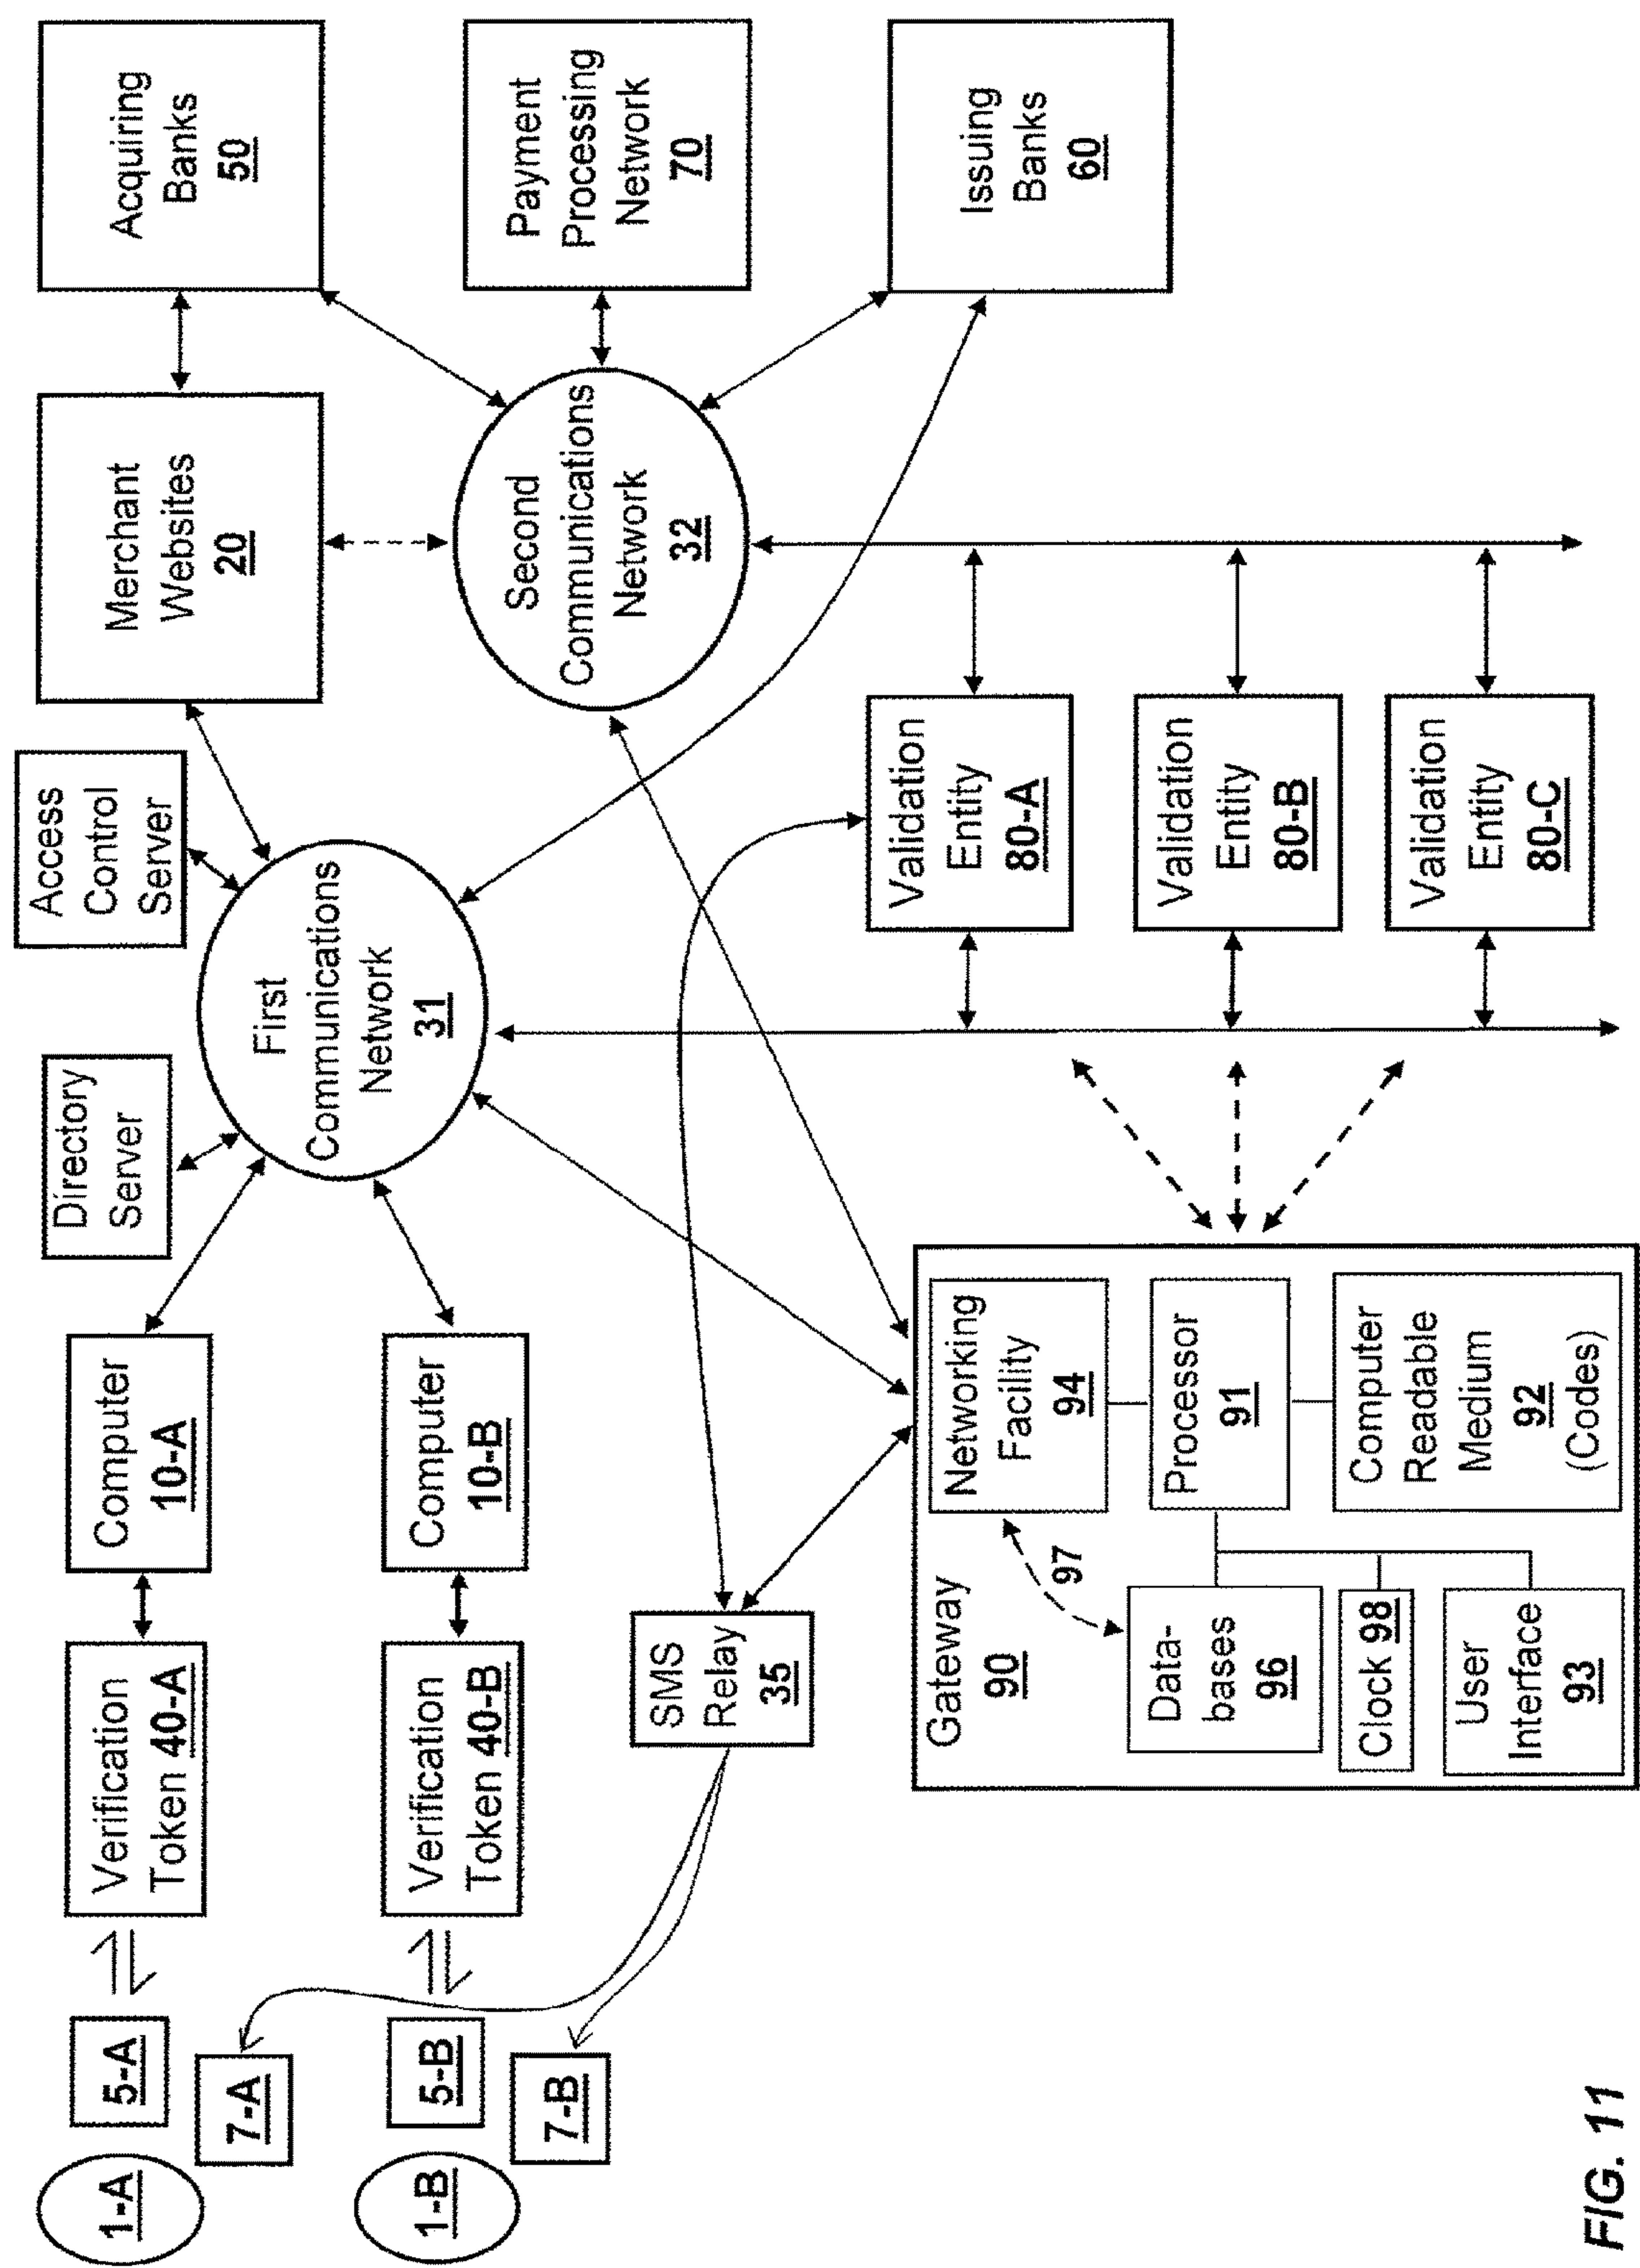 1-A
5-A
7-A
Verification
Token 40-A
Computer
10-A
Directory
Server
Access
Control
Server
Merchant
Websites
20
Acquiring
Banks
50
1-B
5-B
7-B
Verification
Token 40-B
Computer
10-B
First
Communications
Network
31
Second
Communications
Network
32
Payment
Processing
Network
70
SMS
Relay
35
Issuing
Banks
60
Gateway
90
Networking
Facility
94
97
Processor
91
Computer
Readable
Medium
92
(Codes)
Data-
bases
96
Clock 98
User
Interface
93
Validation
Entity
80-A
Validation
Entity
80-B
Validation
Entity
80-C
FIG. 11